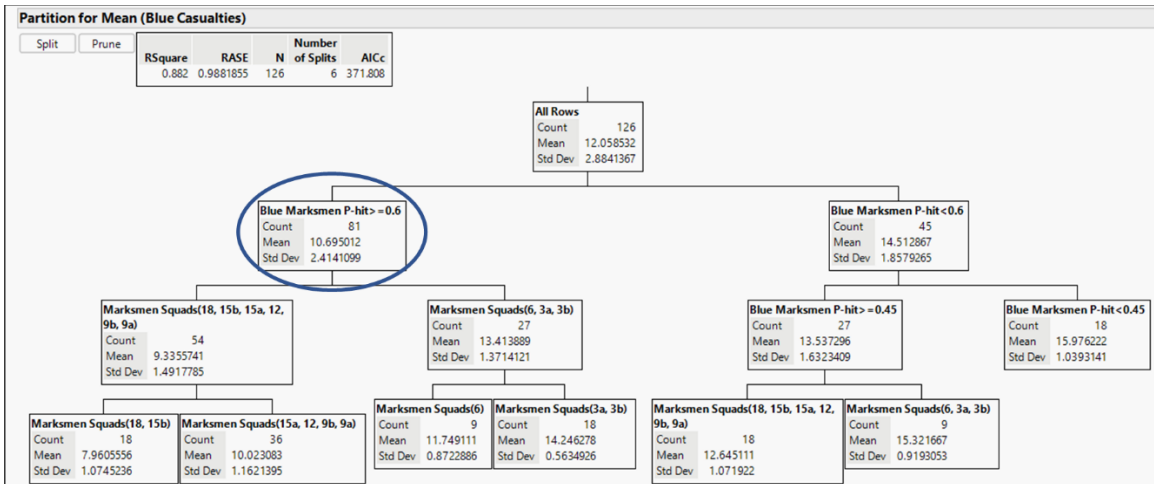 Partition for Mean (Blue Casualties)
Split Prune
Number
RSquare RASE N of Splits AICc
0.882 0.9881855 126 6 371.808
All Rows
Count 126
Mean 12.058532
Std Dev 2.8841367
Blue Marksmen P-hit>=0.6
Count 81
Mean 10.695012
Std Dev 2.4141099
Blue Marksmen P-hit<0.6
Count 45
Mean 14.512867
Std Dev 1.8579265
Marksmen Squads(18, 15b, 15a, 12,
9b, 9a)
Count 54
Mean 9.3355741
Std Dev 1.4917785
Marksmen Squads(6, 3a, 3b)
Count 27
Mean 13.413889
Std Dev 1.3714121
Blue Marksmen P-hit>=0.45
Count 27
Mean 13.537296
Std Dev 1.6323409
Blue Marksmen P-hit<0.45
Count 18
Mean 15.976222
Std Dev 1.0393141
Marksmen Squads(18, 15b)
Count 18
Mean 7.9605556
Std Dev 1.0745236
Marksmen Squads(15a, 12, 9b, 9a)
Count 36
Mean 10.023083
Std Dev 1.1621395
Marksmen Squads(6)
Count 9
Mean 11.749111
Std Dev 0.8722886
Marksmen Squads(3a, 3b)
Count 18
Mean 14.246278
Std Dev 0.5634926
Marksmen Squads(18, 15b, 15a, 12,
9b, 9a)
Count 18
Mean 12.645111
Std Dev 1.071922
Marksmen Squads(6, 3a, 3b)
Count 9
Mean 15.321667
Std Dev 0.9193053